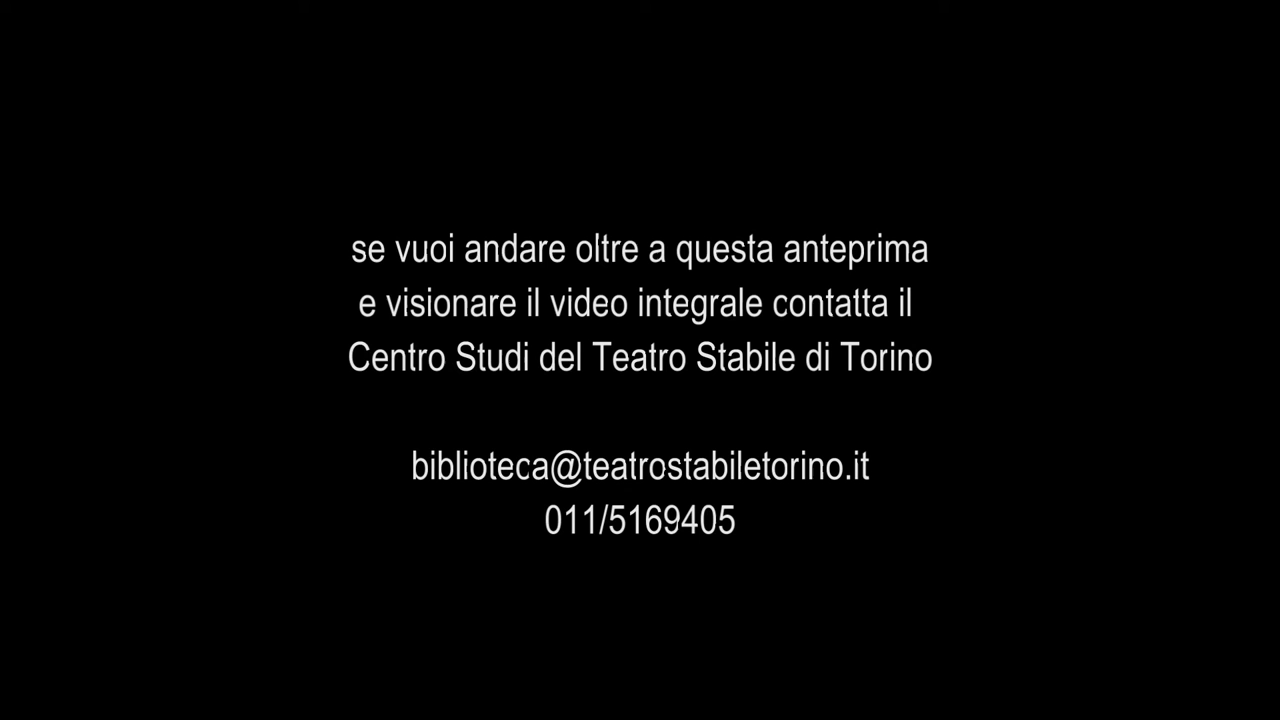 se vuoi andare oltre a questa anteprima
e visionare il video integrale contatta il
Centro Studi del Teatro Stabile di Torino
biblioteca@teatrostabiletorino.it
011/5169405